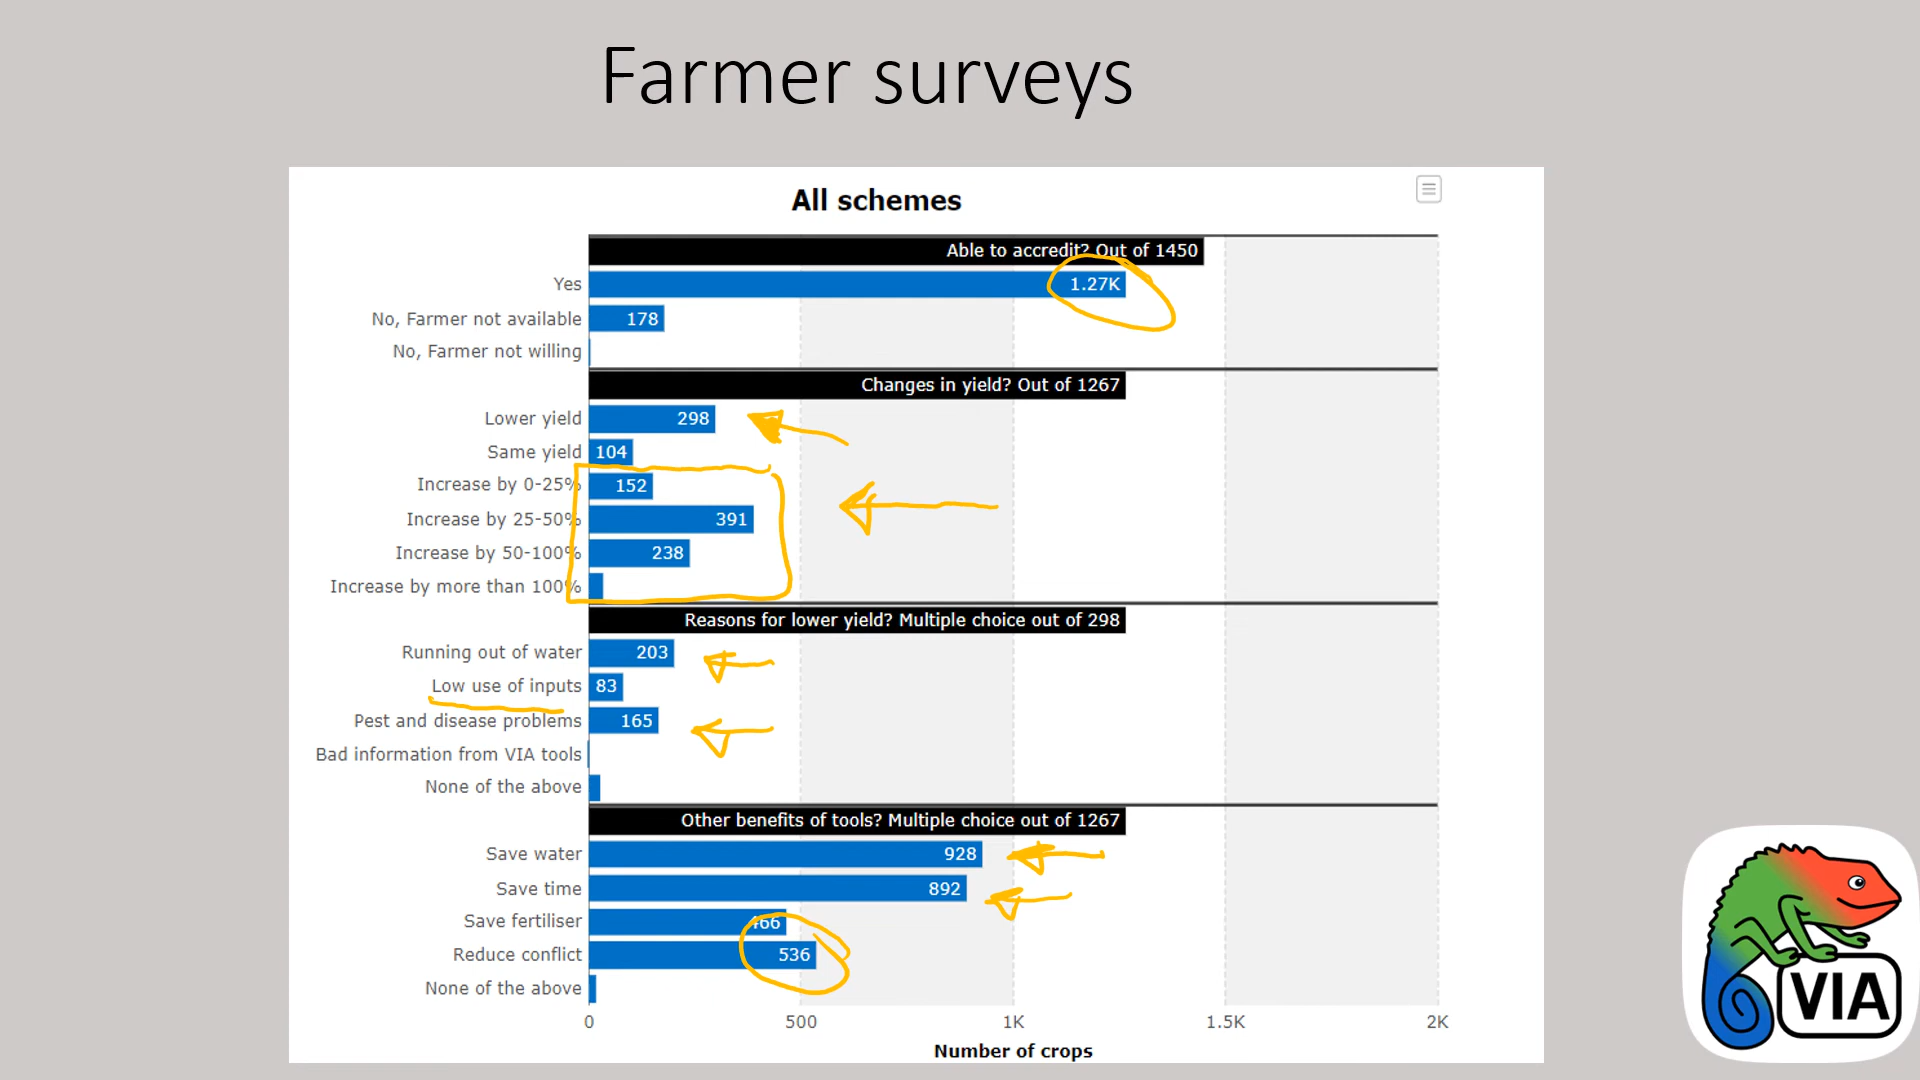 Farmer surveys
All schemes
Able to accredit? Out of 1450
Yes 1.27K
No, Farmer not available 178
No, Farmer not willing
Changes in yield? Out of 1267
Lower yield 298
Same yield 104
Increase by 0-25% 152
Increase by 25-50% 391
Increase by 50-100% 238
Increase by more than 100%
Reasons for lower yield? Multiple choice out of 298
Running out of water 203
Low use of inputs 83
Pest and disease problems 165
Bad information from VIA tools
None of the above
Other benefits of tools? Multiple choice out of 1267
Save water 928
Save time 892
Save fertiliser 466
Reduce conflict 536
None of the above
0 500 1K 1.5K 2K
Number of crops
VIA